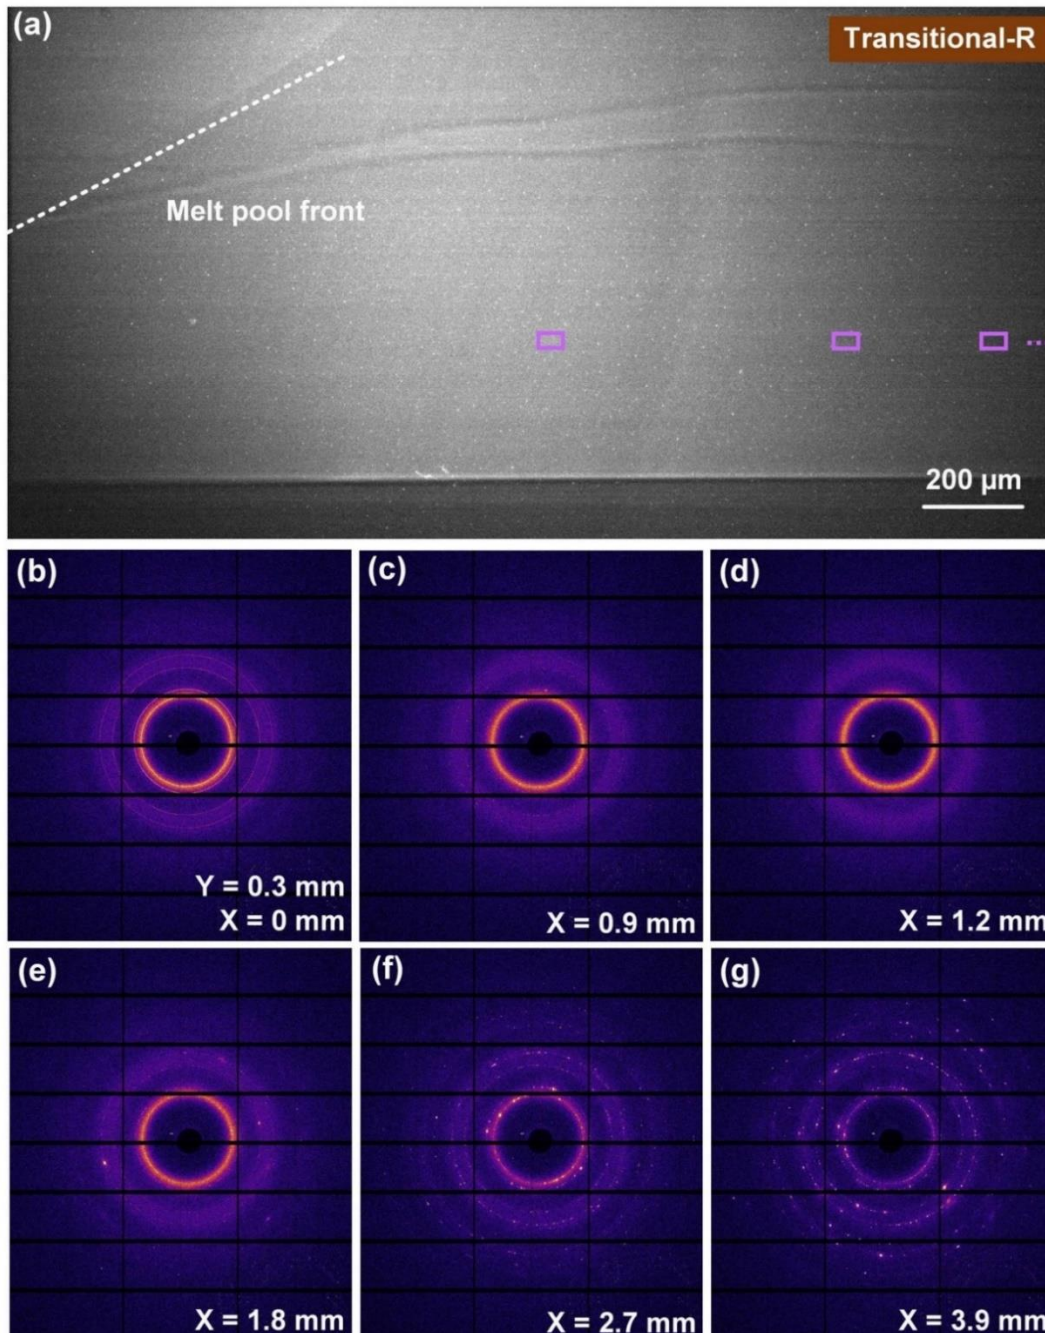 (a)
Transitional-R
Melt pool front
200 μm
(b)
Y = 0.3 mm
X = 0 mm
(c)
X = 0.9 mm
(d)
X = 1.2 mm
(e)
X = 1.8 mm
(f)
X = 2.7 mm
(g)
X = 3.9 mm